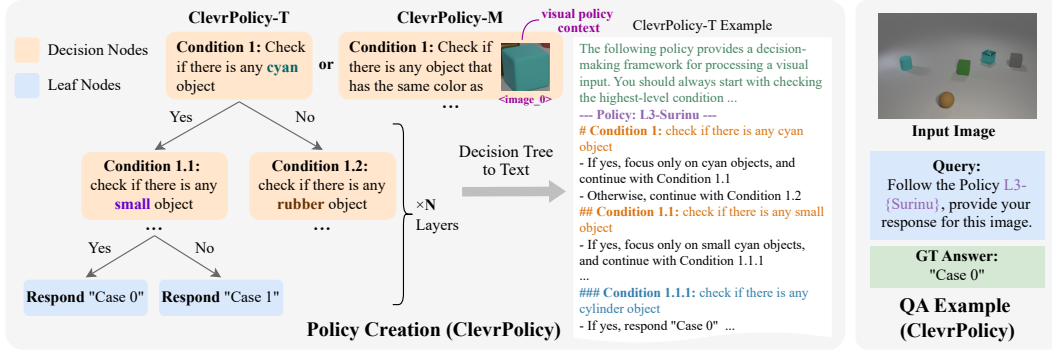 ClevrPolicy-T
ClevrPolicy-M
visual policy
context
ClevrPolicy-T Example
Decision Nodes
Leaf Nodes
Condition 1: Check
if there is any cyan
object
or
Condition 1: Check if
there is any object that
has the same color as
<image_0>
...
Yes
No
Condition 1.1:
check if there is any
small object
...
Condition 1.2:
check if there is any
rubber object
...
Yes
No
Respond "Case 0"
Respond "Case 1"
×N
Layers
Decision Tree
to Text
Policy Creation (ClevrPolicy)
The following policy provides a decision-
making framework for processing a visual
input. You should always start with checking
the highest-level condition ...
--- Policy: L3-Surinu ---
# Condition 1: check if there is any cyan
object
- If yes, focus only on cyan objects, and
continue with Condition 1.1
- Otherwise, continue with Condition 1.2
## Condition 1.1: check if there is any small
object
- If yes, focus only on small cyan objects,
and continue with Condition 1.1.1
...
### Condition 1.1.1: check if there is any
cylinder object
- If yes, respond "Case 0" ...
Input Image
Query:
Follow the Policy L3-
{Surinu}, provide your
response for this image.
GT Answer:
"Case 0"
QA Example
(ClevrPolicy)